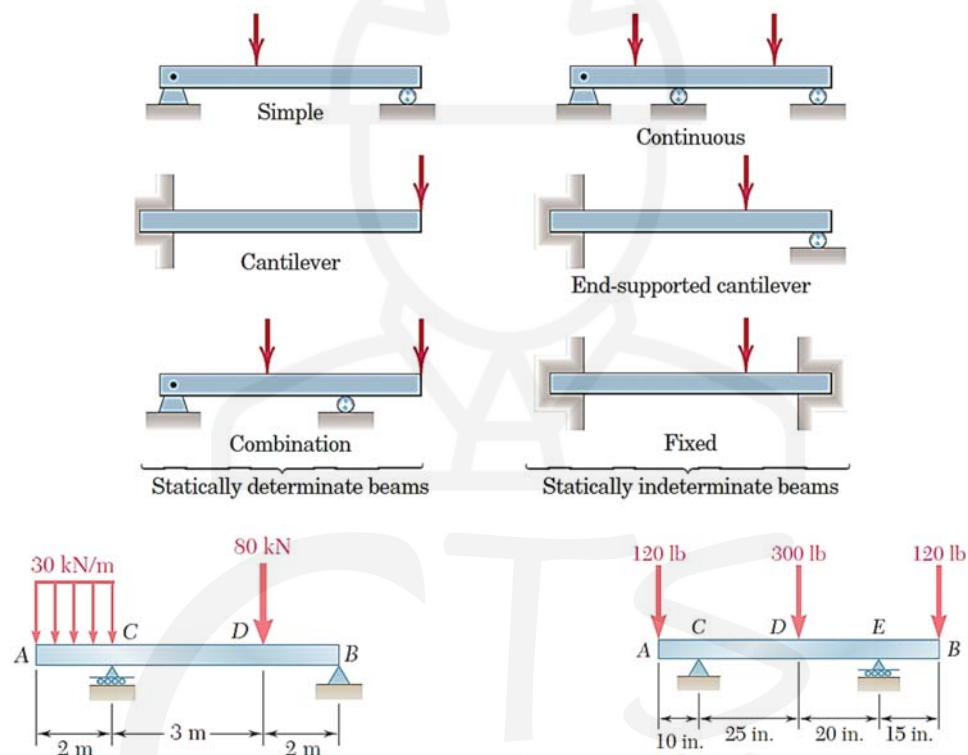 Simple
Continuous
Cantilever
End-supported cantilever
Combination
Fixed
Statically determinate beams
Statically indeterminate beams
30 kN/m
80 kN
A
C
D
B
2 m
3 m
2 m
120 lb
300 lb
120 lb
A
C
D
E
B
10 in.
25 in.
20 in.
15 in.
CTS